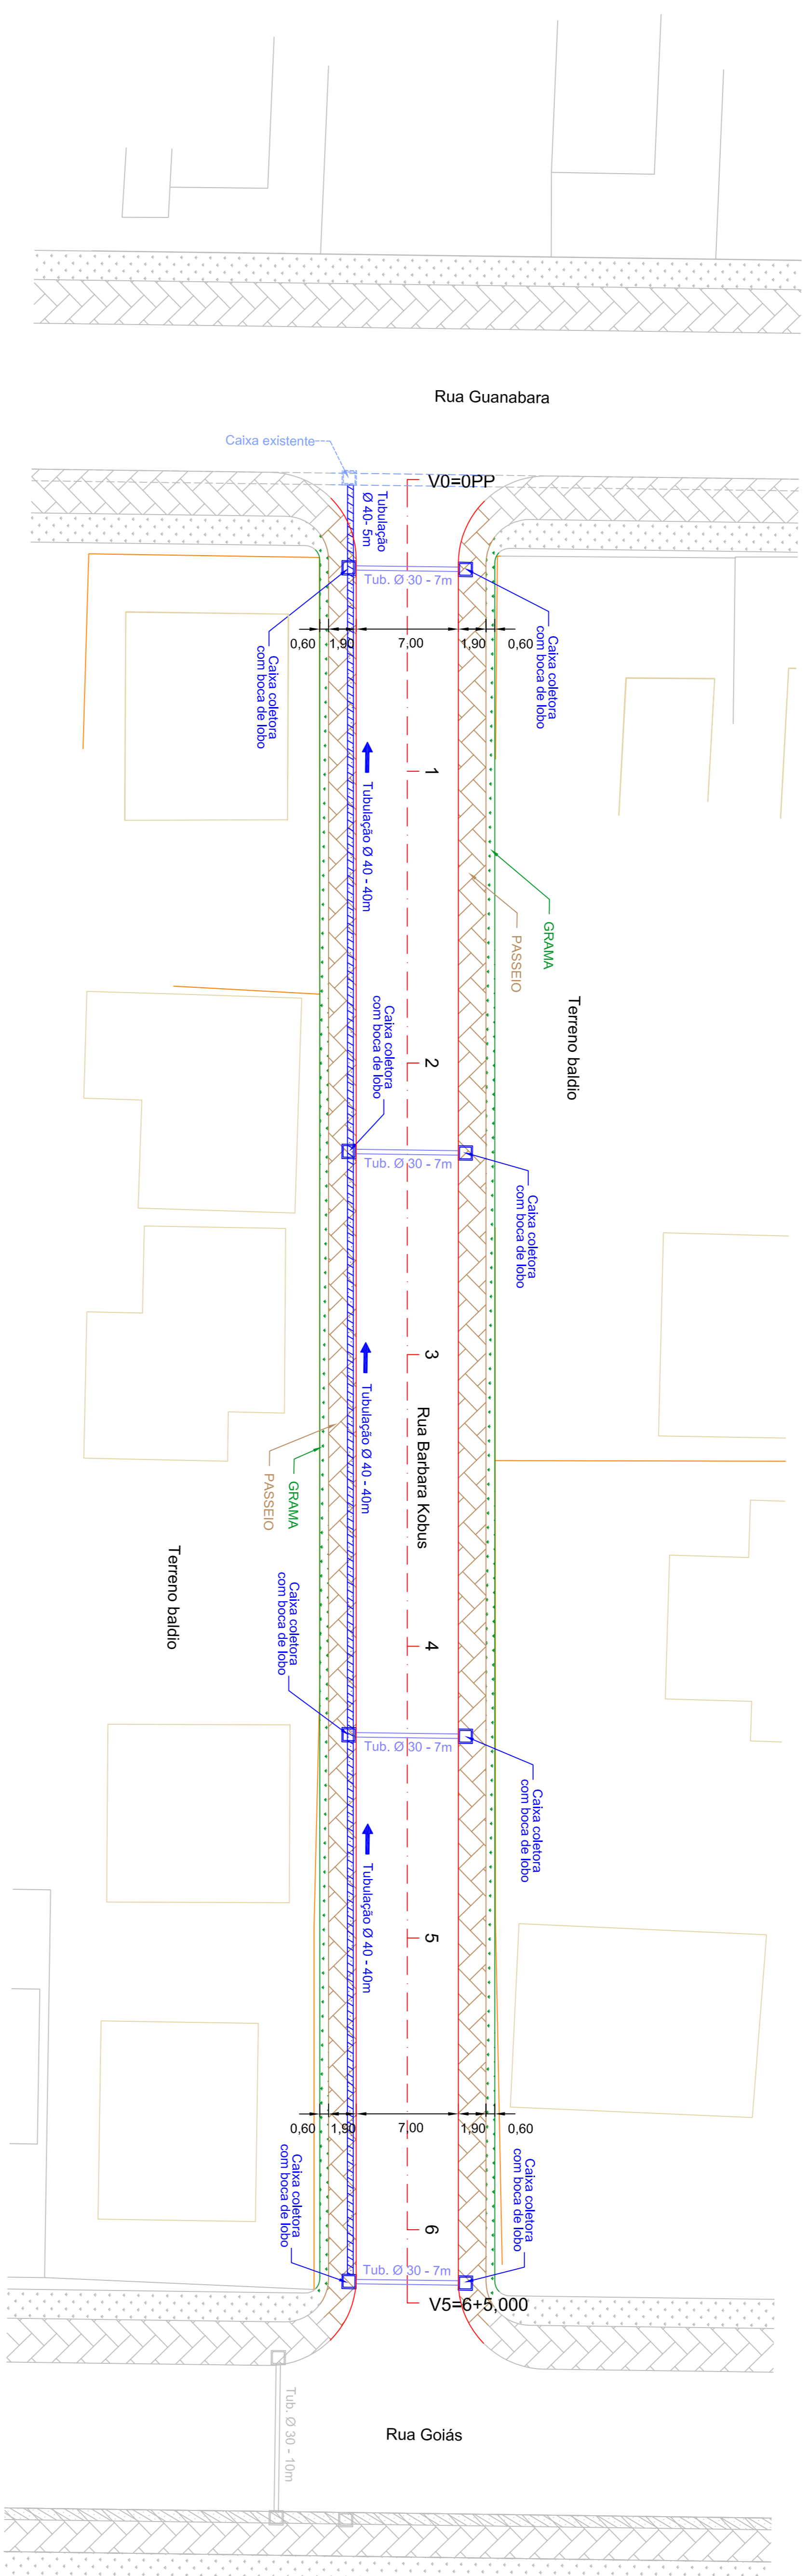 Rua Guanabara
Caixa existente
V0=0PP
Tubulação
Ø 40- 5m
Tub. Ø 30 - 7m
Caixa coletora
com boca de lobo
Caixa coletora
com boca de lobo
0,60
1,90
7,00
1,90
0,60
1
Tubulação Ø 40 - 40m
GRAMA
PASSEIO
Terreno baldio
Caixa coletora
com boca de lobo
2
Tub. Ø 30 - 7m
Caixa coletora
com boca de lobo
3
Tubulação Ø 40 - 40m
Rua Barbara Kobus
GRAMA
PASSEIO
Terreno baldio
Caixa coletora
com boca de lobo
4
Tub. Ø 30 - 7m
Caixa coletora
com boca de lobo
Tubulação Ø 40 - 40m
5
0,60
1,90
7,00
1,90
0,60
Caixa coletora
com boca de lobo
Caixa coletora
com boca de lobo
6
Tub. Ø 30 - 7m
V5=6+5,000
Rua Goiás
Tub. Ø 30 - 10m